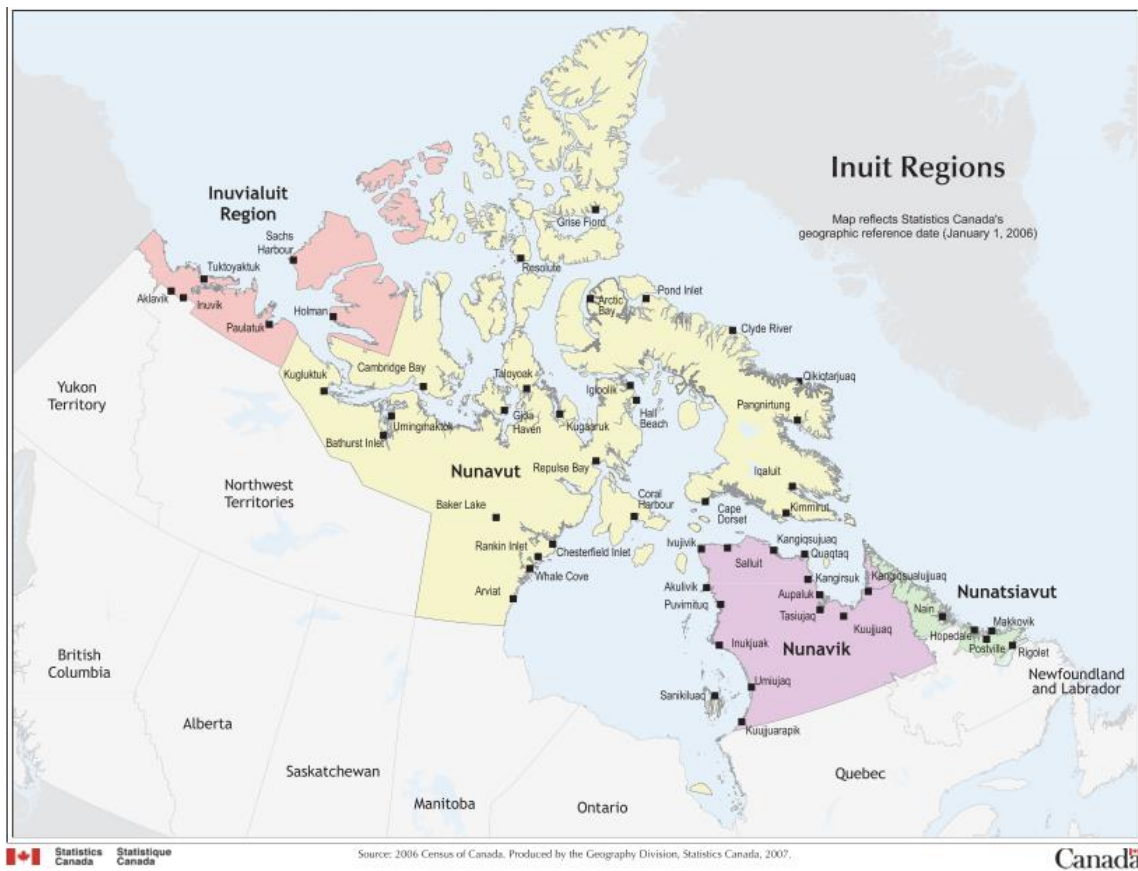 Inuit Regions
Map reflects Statistics Canada's
geographic reference date (January 1, 2006)
Inuvialuit
Region
Sachs
Harbour
Tuktoyaktuk
Aklavik
Inuvik
Paulatuk
Holman
Grise Fiord
Resolute
Arctic
Bay
Pond Inlet
Clyde River
Qikiqtarjuaq
Pangnirtung
Kugluktuk
Cambridge Bay
Taloyoak
Igloolik
Hall
Beach
Gjoa
Haven
Kugaaruk
Umingmaktok
Bathurst Inlet
Yukon
Territory
Northwest
Territories
Nunavut
Repulse Bay
Iqaluit
Baker Lake
Coral
Harbour
Cape
Dorset
Kimmirut
Rankin Inlet
Chesterfield Inlet
Whale Cove
Arviat
Ivujivik
Salluit
Kangiqsujuaq
Quaqtaq
Kangirsuk
Kangiqsualujjuaq
Akulivik
Aupaluk
Puvirnituq
Tasiujaq
Kuujjuaq
Inukjuak
Nunavik
Umiujaq
Sanikiluaq
Kuujjuarapik
Nunatsiavut
Nain
Makkovik
Hopedale
Postville
Rigolet
Newfoundland
and Labrador
British
Columbia
Alberta
Saskatchewan
Manitoba
Ontario
Quebec
Statistics Statistique
Canada Canada
Source: 2006 Census of Canada. Produced by the Geography Division, Statistics Canada, 2007.
Canada